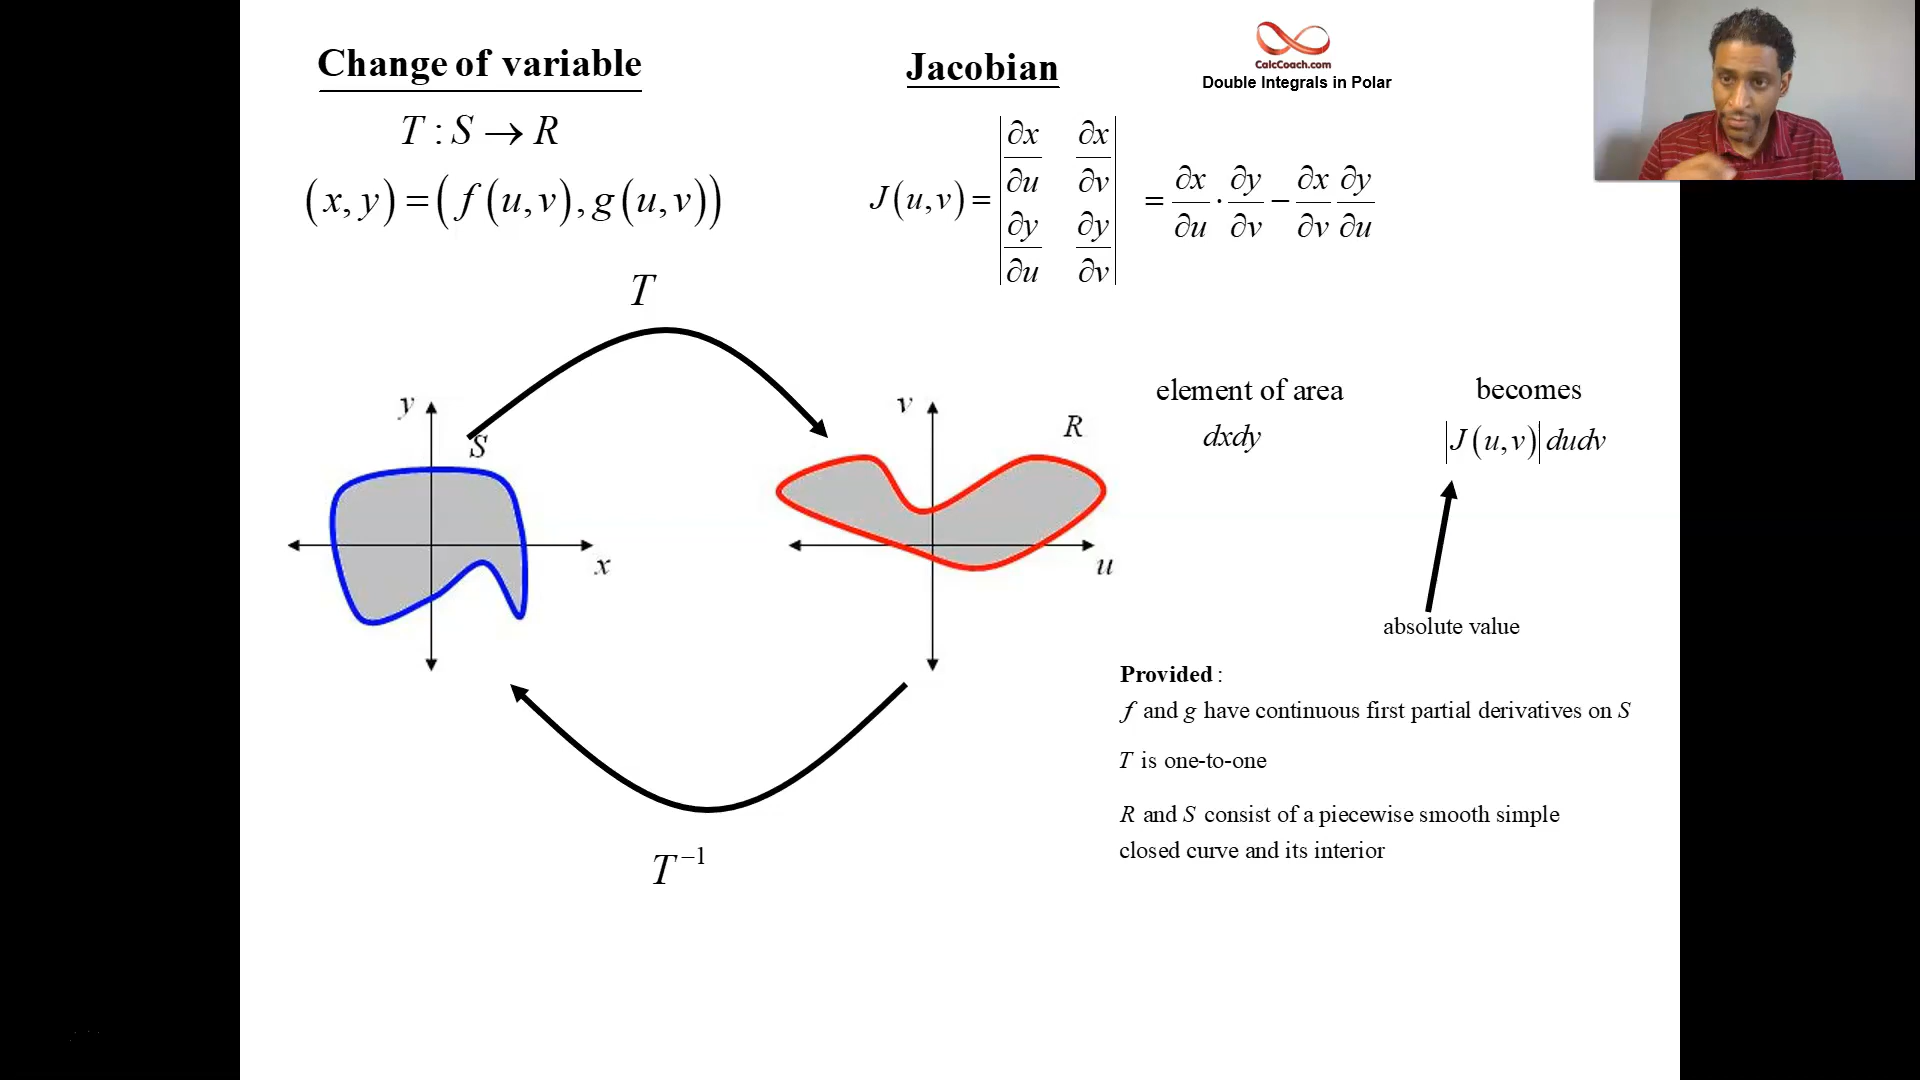 Change of variable
T : S → R
(x, y) = (f(u, v), g(u, v))
Jacobian
J(u, v) = |∂x/∂u ∂x/∂v ∂y/∂u ∂y/∂v| = ∂x/∂u · ∂y/∂v − ∂x/∂v ∂y/∂u
CalcCoach.com
Double Integrals in Polar
T
y
S
x
v
R
u
T⁻¹
element of area
dxdy
becomes
|J(u, v)| dudv
absolute value
Provided :
f and g have continuous first partial derivatives on S
T is one-to-one
R and S consist of a piecewise smooth simple
closed curve and its interior